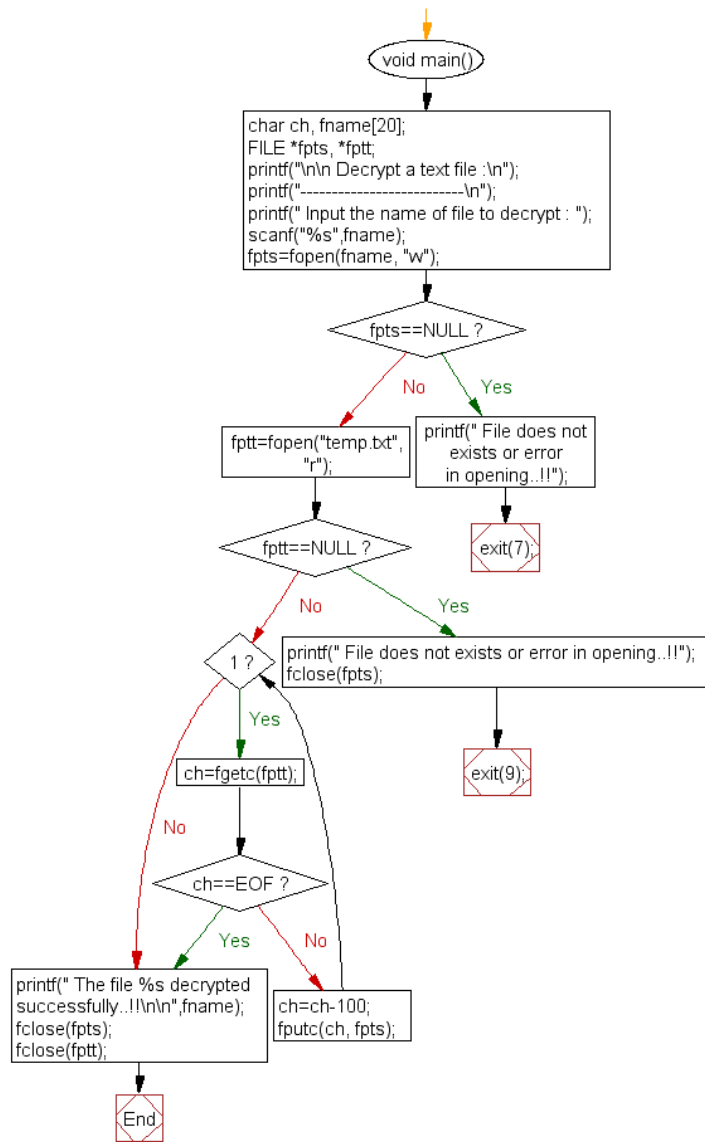 void main()
char ch, fname[20];
FILE *fpts, *fptt;
printf("\n\n Decrypt a text file :\n");
printf("--------------------------\n");
printf(" Input the name of file to decrypt : ");
scanf("%s",fname);
fpts=fopen(fname, "w");
fpts==NULL ?
No
Yes
fptt=fopen("temp.txt",
"r");
printf(" File does not
exists or error
in opening..!!");
fptt==NULL ?
exit(7);
No
Yes
printf(" File does not exists or error in opening..!!");
fclose(fpts);
1 ?
Yes
exit(9);
ch=fgetc(fptt);
No
ch==EOF ?
Yes
No
printf(" The file %s decrypted
successfully..!!\n\n",fname);
fclose(fpts);
fclose(fptt);
ch=ch-100;
fputc(ch, fpts);
End